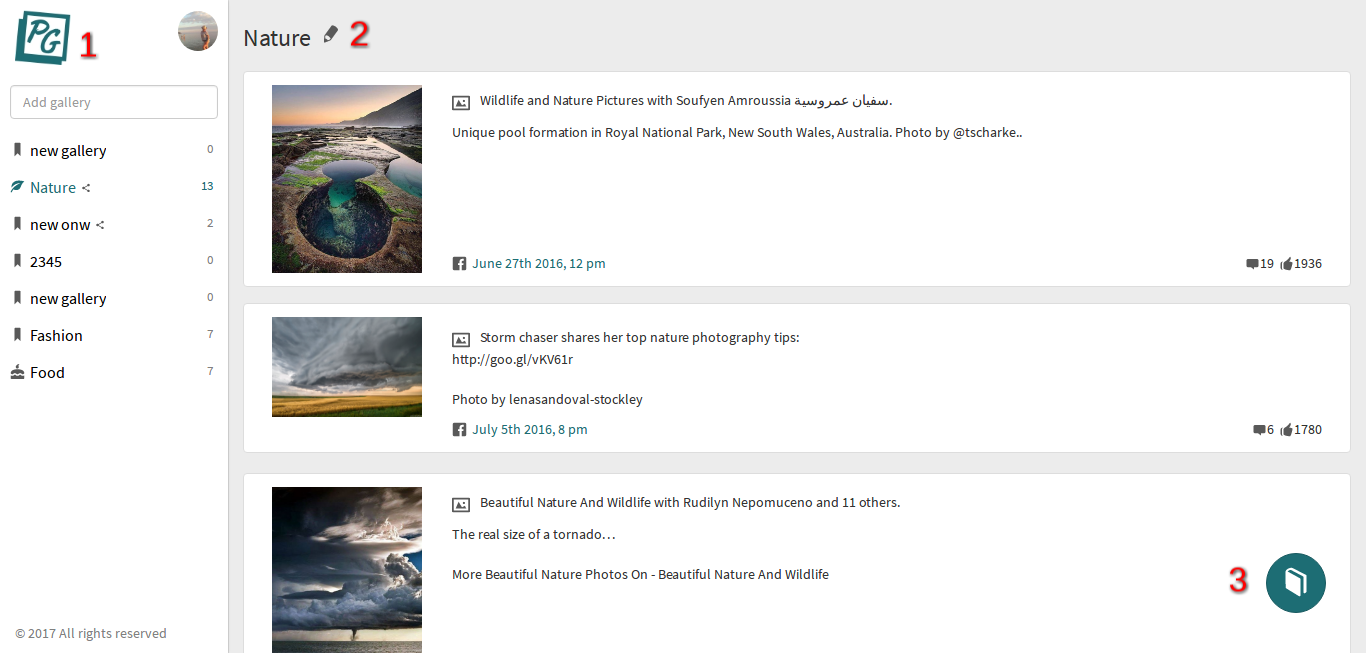 PG
1
Add gallery
new gallery 0
Nature 13
new onw 2
2345 0
new gallery 0
Fashion 7
Food 7
© 2017 All rights reserved
Nature 2
Wildlife and Nature Pictures with Soufyen Amroussia سفيان عمروسية.
Unique pool formation in Royal National Park, New South Wales, Australia. Photo by @tscharke..
June 27th 2016, 12 pm 19 1936
Storm chaser shares her top nature photography tips:
http://goo.gl/vKV61r
Photo by lenasandoval-stockley
July 5th 2016, 8 pm 6 1780
Beautiful Nature And Wildlife with Rudilyn Nepomuceno and 11 others.
The real size of a tornado…
More Beautiful Nature Photos On - Beautiful Nature And Wildlife
3